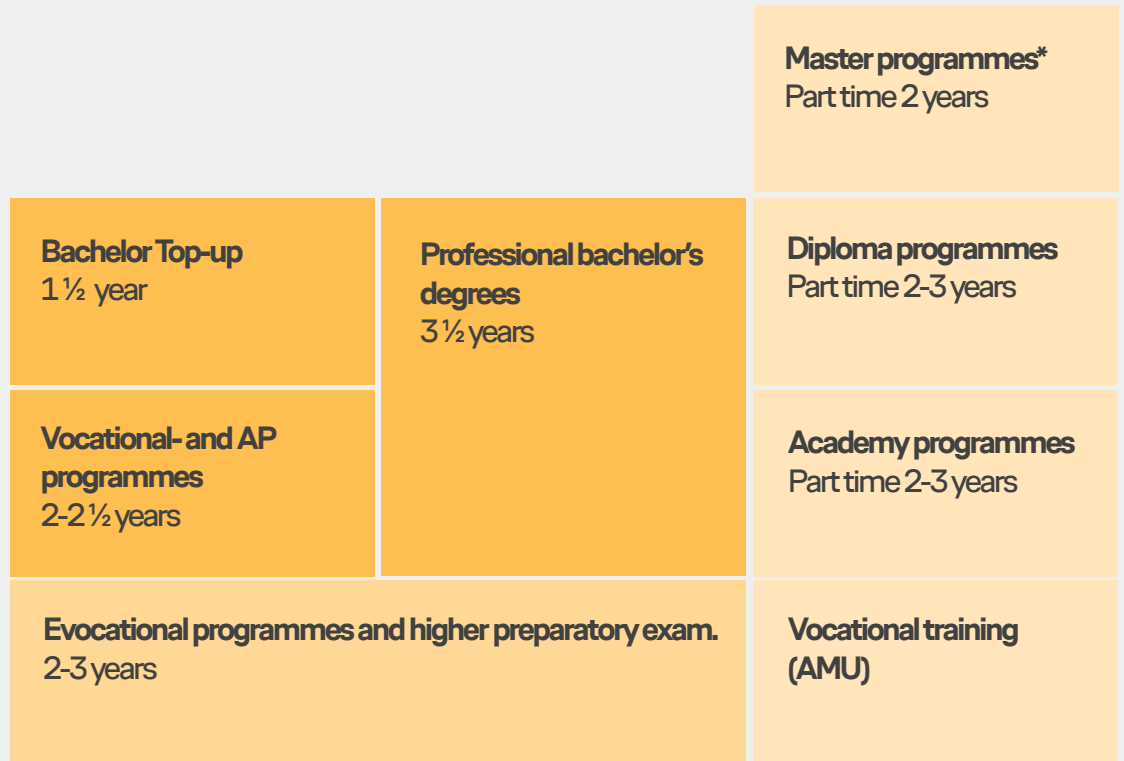 Master programmes*
Part time 2 years
Bachelor Top-up
1 ½ year
Professional bachelor's
degrees
3 ½ years
Diploma programmes
Part time 2-3 years
Vocational- and AP
programmes
2-2 ½ years
Academy programmes
Part time 2-3 years
Evocational programmes and higher preparatory exam.
2-3 years
Vocational training
(AMU)